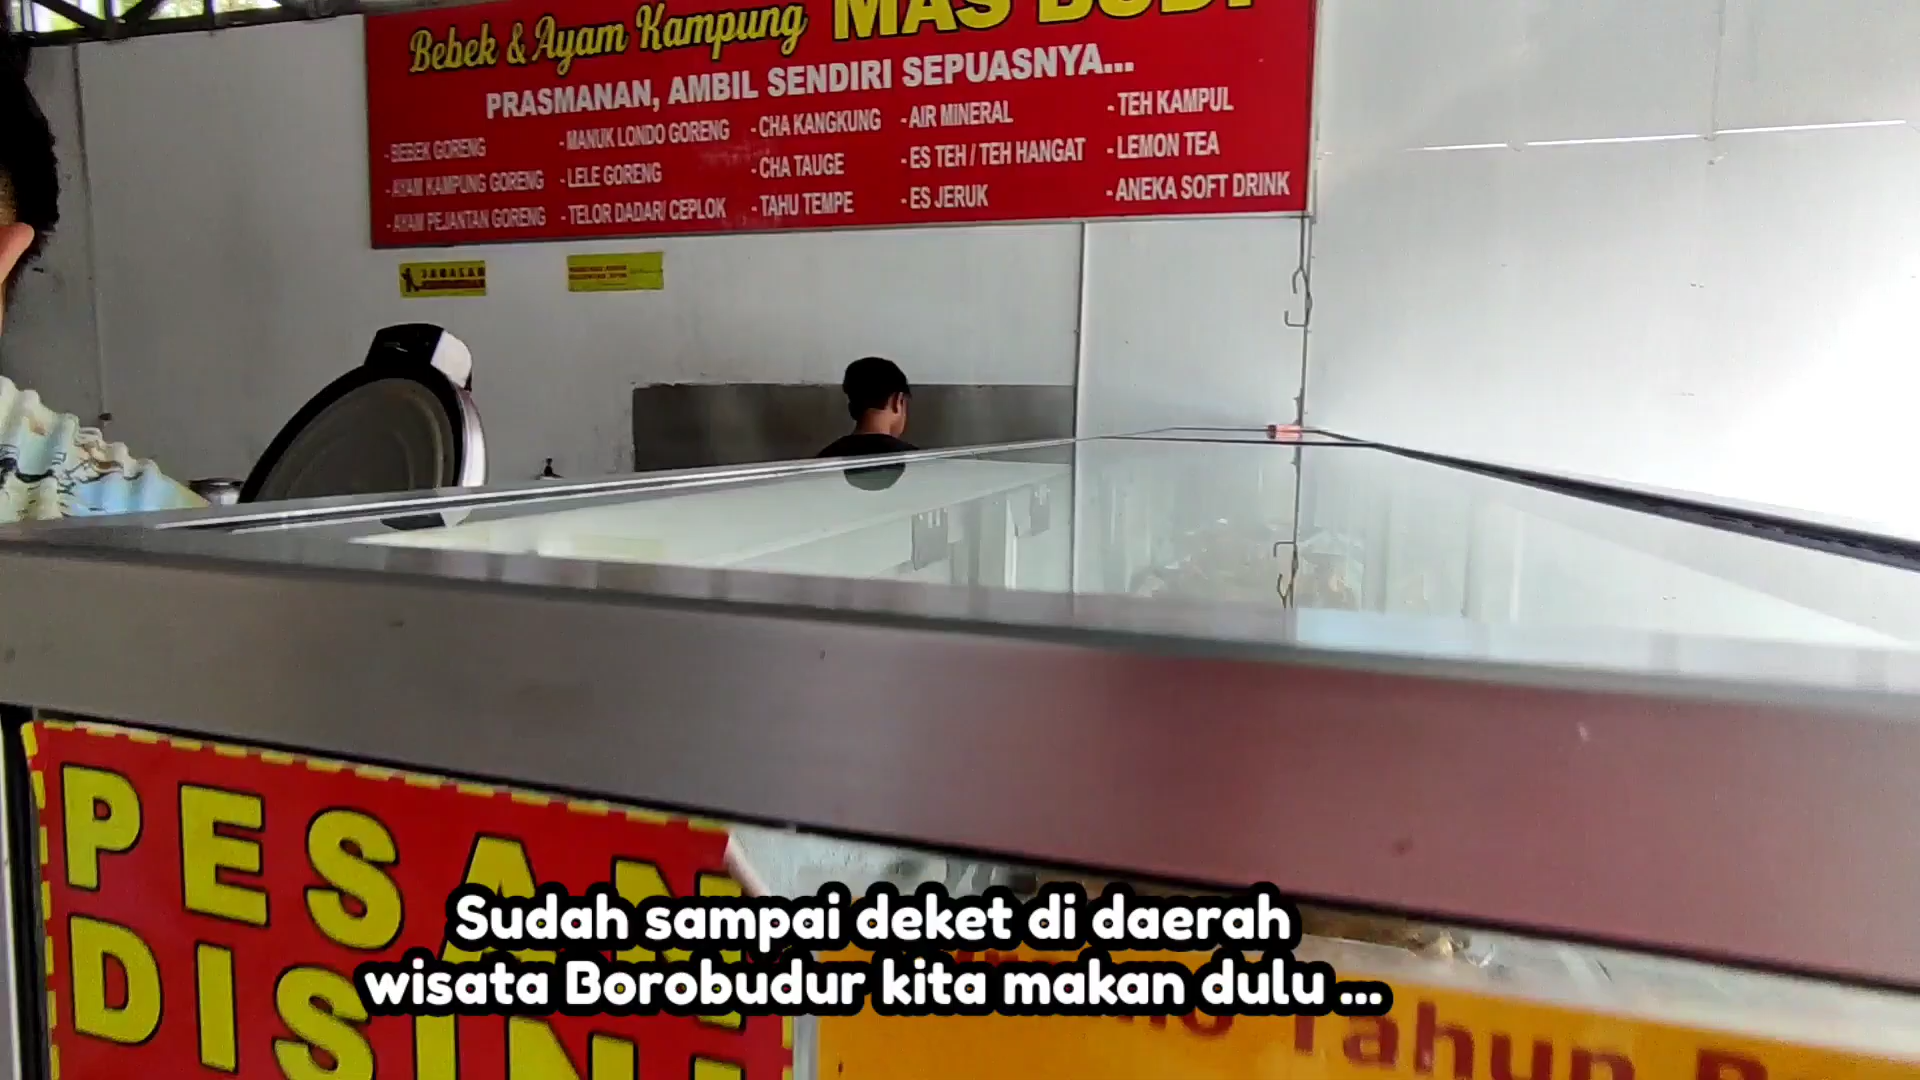 Bebek & Ayam Kampung MAS BUDI
PRASMANAN, AMBIL SENDIRI SEPUASNYA...
- BEBEK GORENG
- AYAM KAMPUNG GORENG
- AYAM PEJANTAN GORENG
- MANUK LONDO GORENG
- LELE GORENG
- TELOR DADAR/ CEPLOK
- CHA KANGKUNG
- CHA TAUGE
- TAHU TEMPE
- AIR MINERAL
- ES TEH / TEH HANGAT
- ES JERUK
- TEH KAMPUL
- LEMON TEA
- ANEKA SOFT DRINK
PESAN
DISINI
Sudah sampai deket di daerah
wisata Borobudur kita makan dulu ...
Tahun